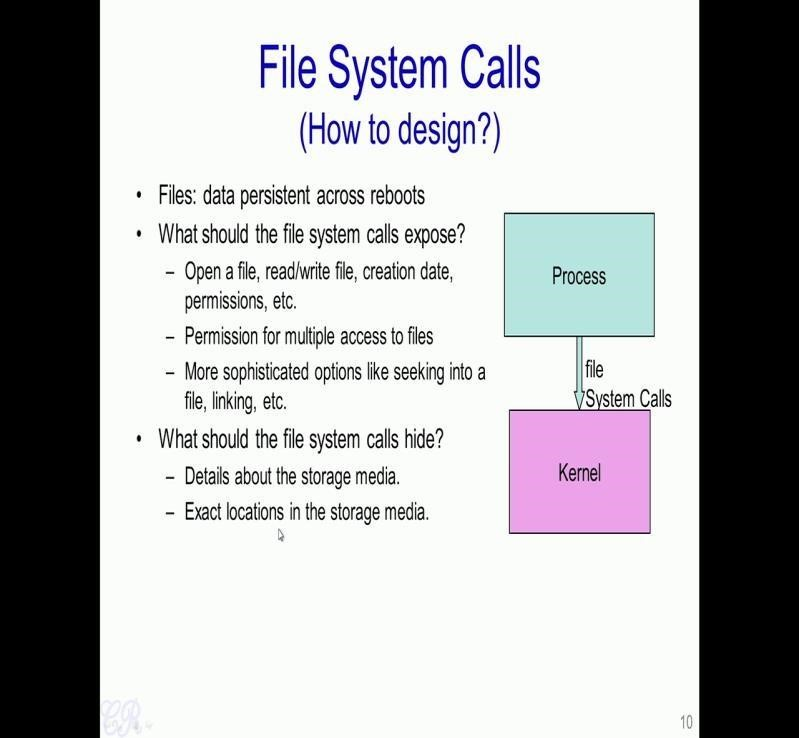 File System Calls
(How to design?)
• Files: data persistent across reboots
• What should the file system calls expose?
– Open a file, read/write file, creation date,
permissions, etc.
– Permission for multiple access to files
– More sophisticated options like seeking into a
file, linking, etc.
• What should the file system calls hide?
– Details about the storage media.
– Exact locations in the storage media.
Process
file
System Calls
Kernel
10